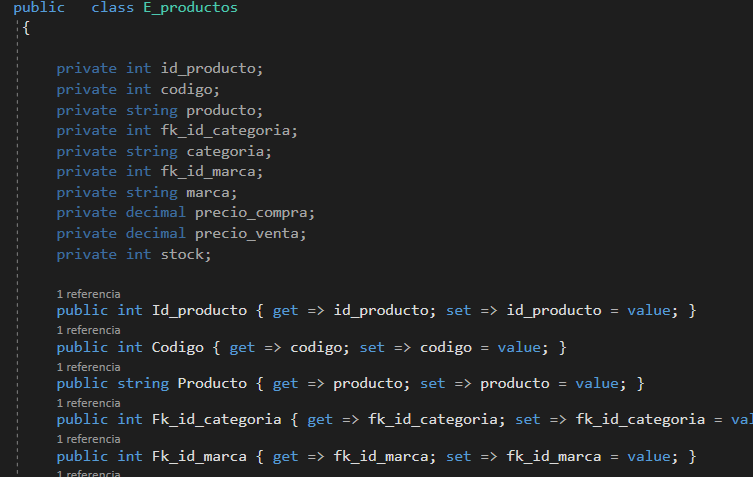 public class E_productos
{
private int id_producto;
private int codigo;
private string producto;
private int fk_id_categoria;
private string categoria;
private int fk_id_marca;
private string marca;
private decimal precio_compra;
private decimal precio_venta;
private int stock;
1 referencia
public int Id_producto { get => id_producto; set => id_producto = value; }
1 referencia
public int Codigo { get => codigo; set => codigo = value; }
1 referencia
public string Producto { get => producto; set => producto = value; }
1 referencia
public int Fk_id_categoria { get => fk_id_categoria; set => fk_id_categoria = val
1 referencia
public int Fk_id_marca { get => fk_id_marca; set => fk_id_marca = value; }
1 referencia